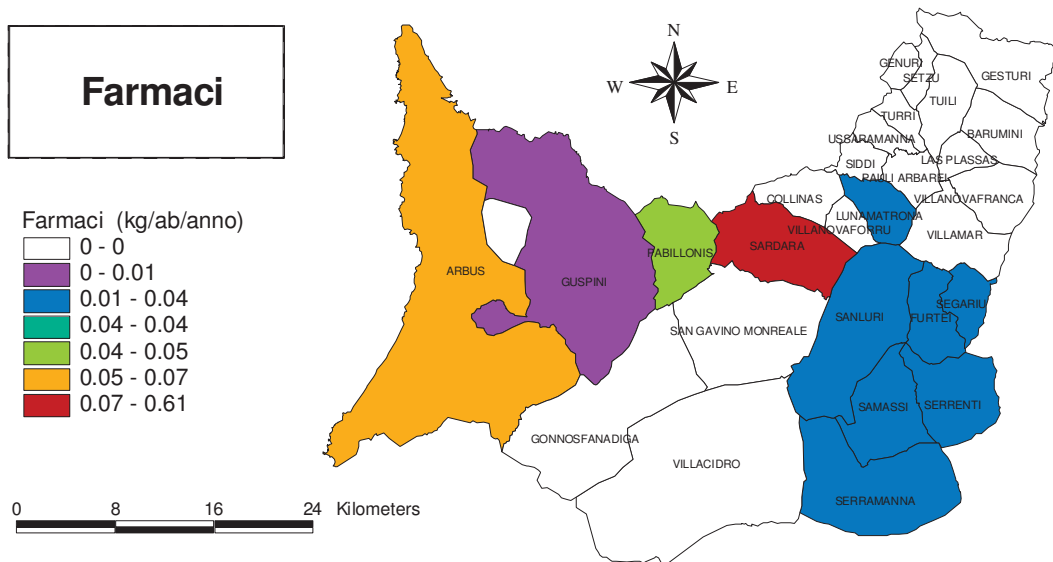 Farmaci
N
W E
S
Farmaci (kg/ab/anno)
0 - 0
0 - 0.01
0.01 - 0.04
0.04 - 0.04
0.04 - 0.05
0.05 - 0.07
0.07 - 0.61
0 8 16 24 Kilometers
GENURI
SETZU
GESTURI
TUILI
TURRI
USSARAMANNA
BARUMINI
SIDDI
LAS PLASSAS
PAULI ARBAREI
COLLINAS
VILLANOVAFRANCA
LUNAMATRONA
VILLANOVAFORRU
VILLAMAR
SARDARA
PABILLONIS
ARBUS
GUSPINI
SEGARIU
SANLURI
FURTEI
SAN GAVINO MONREALE
SAMASSI
SERRENTI
GONNOSFANADIGA
VILLACIDRO
SERRAMANNA